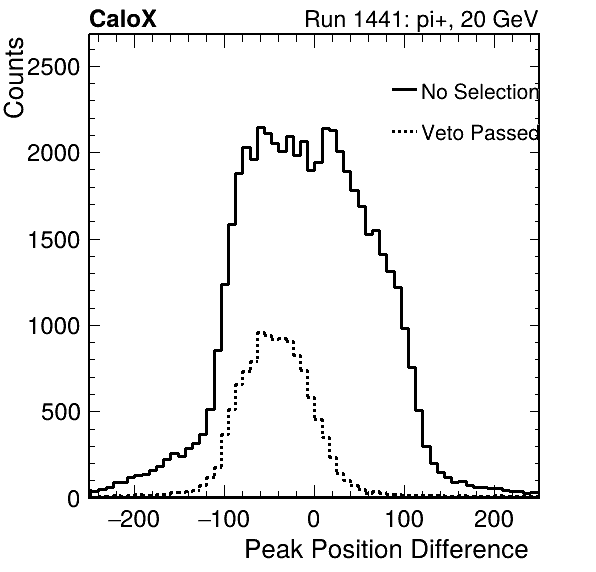 CaloX Run 1441: pi+, 20 GeV
Counts
2500
2000
1500
1000
500
0
No Selection
Veto Passed
−200 −100 0 100 200
Peak Position Difference